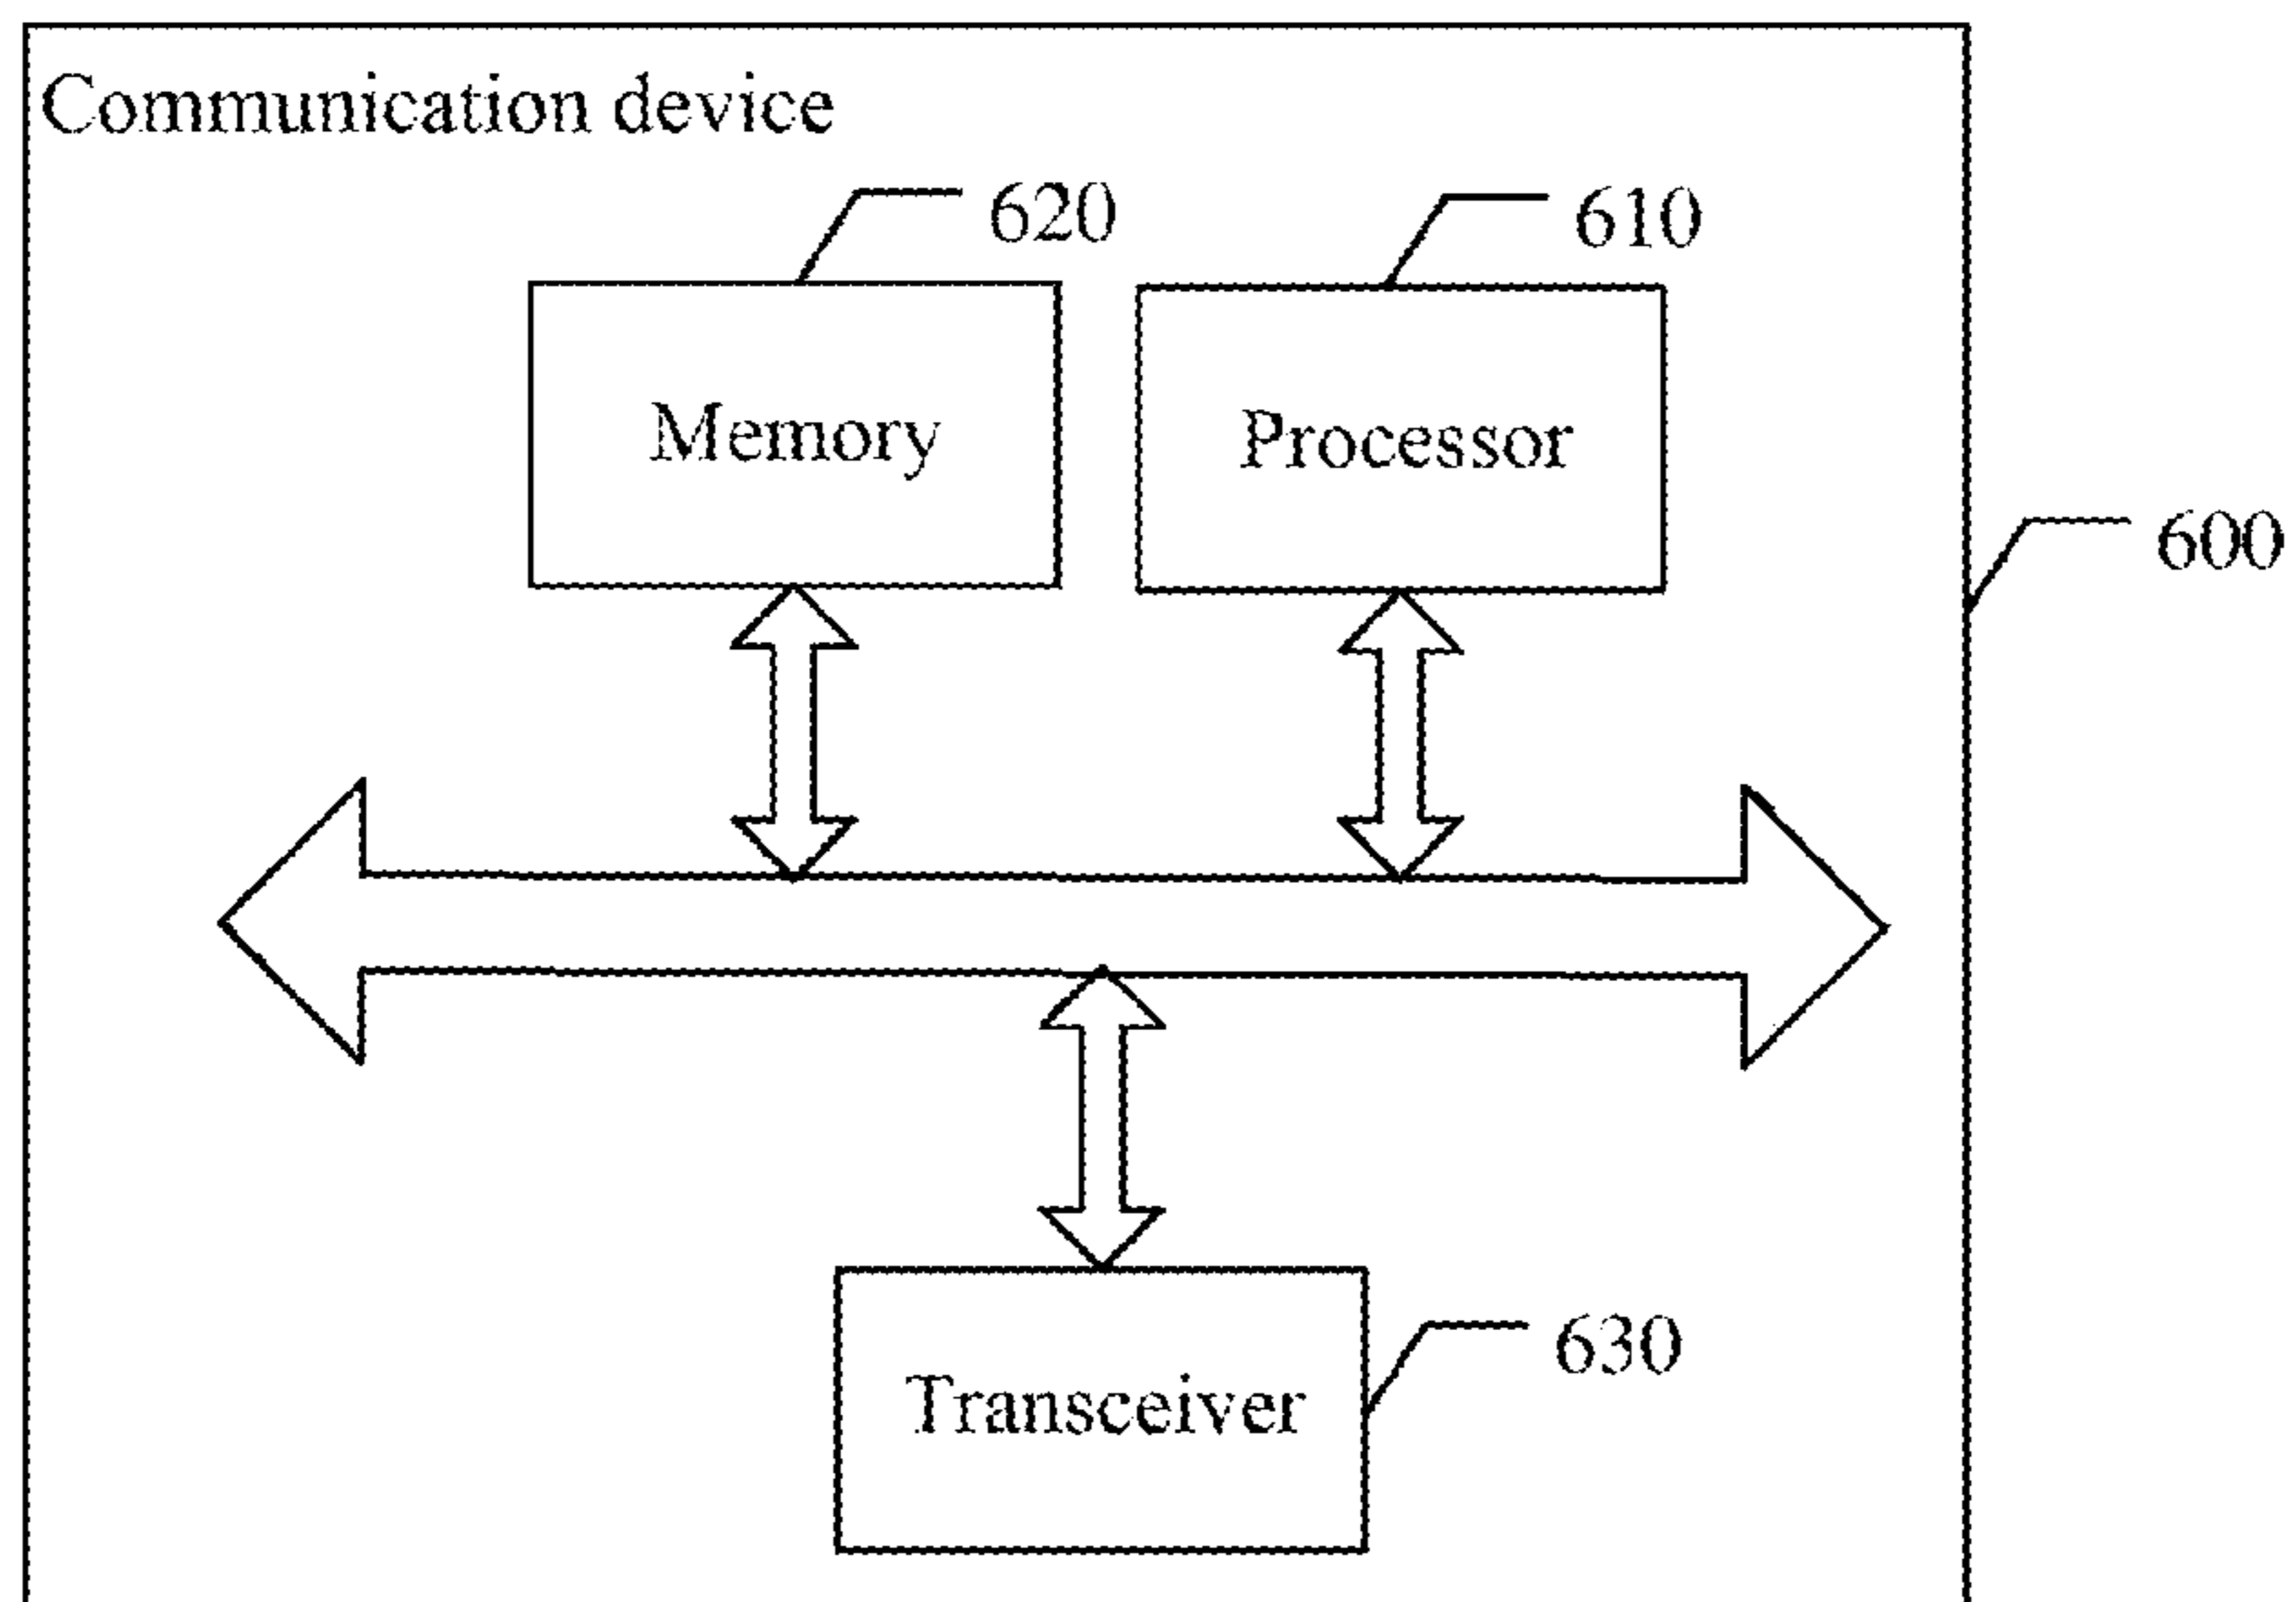 Communication device
620
610
Memory
Processor
600
630
Transceiver